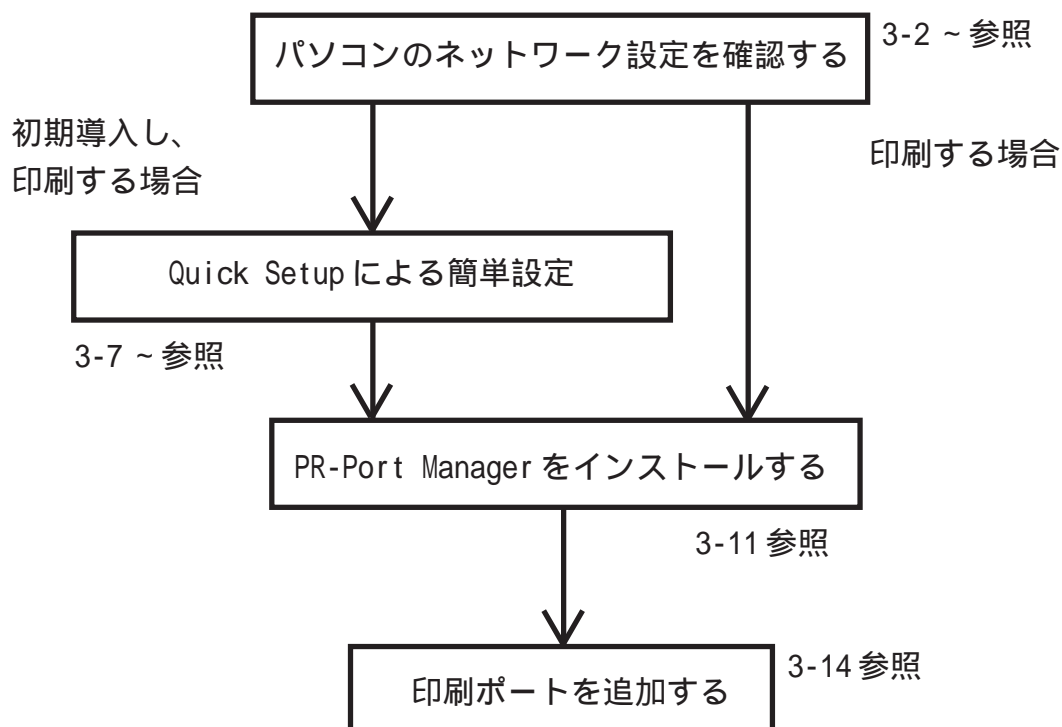 パソコンのネットワーク設定を確認する
3-2 ~ 参照
初期導入し、
印刷する場合
印刷する場合
Quick Setup による簡単設定
3-7 ~ 参照
PR-Port Manager をインストールする
3-11 参照
印刷ポートを追加する
3-14 参照